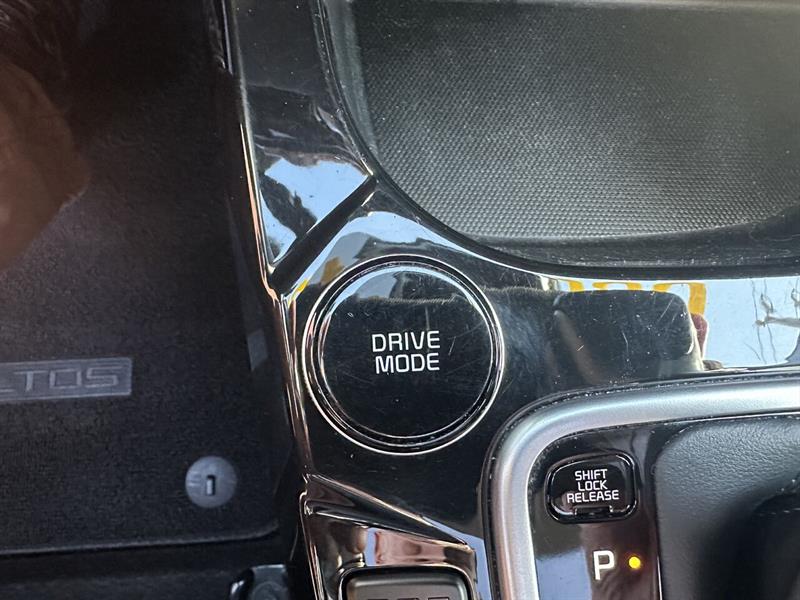 DRIVE
MODE
LTOS
SHIFT
LOCK
RELEASE
P